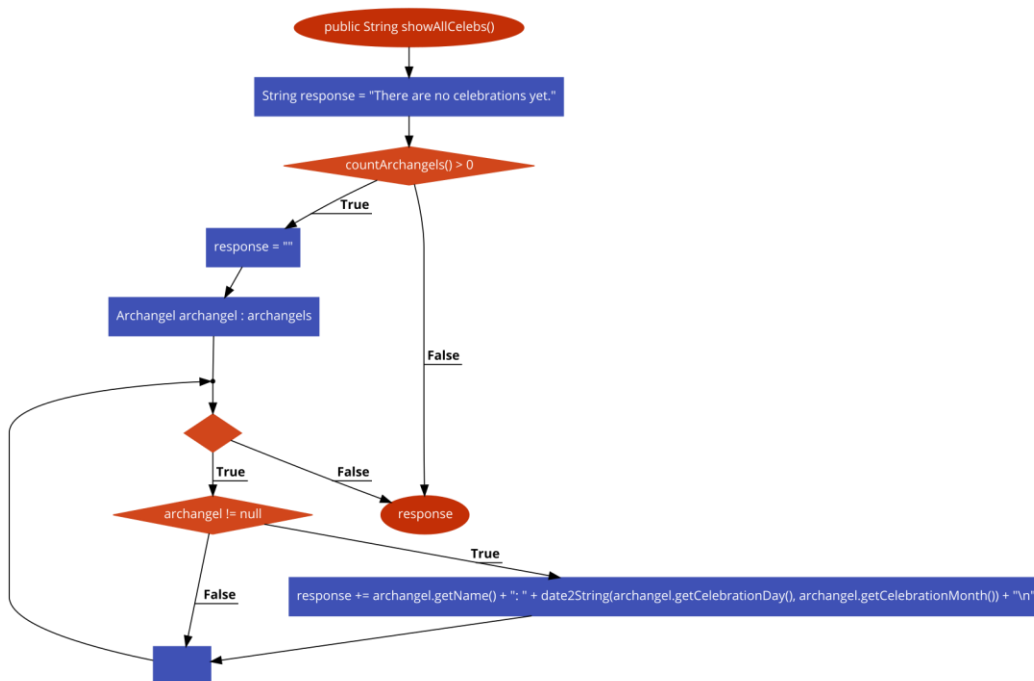 public String showAllCelebs()
String response = "There are no celebrations yet."
countArchangels() > 0
True
response = ""
Archangel archangel : archangels
False
True
False
archangel != null
response
True
False
response += archangel.getName() + ": " + date2String(archangel.getCelebrationDay(), archangel.getCelebrationMonth()) + "\n"